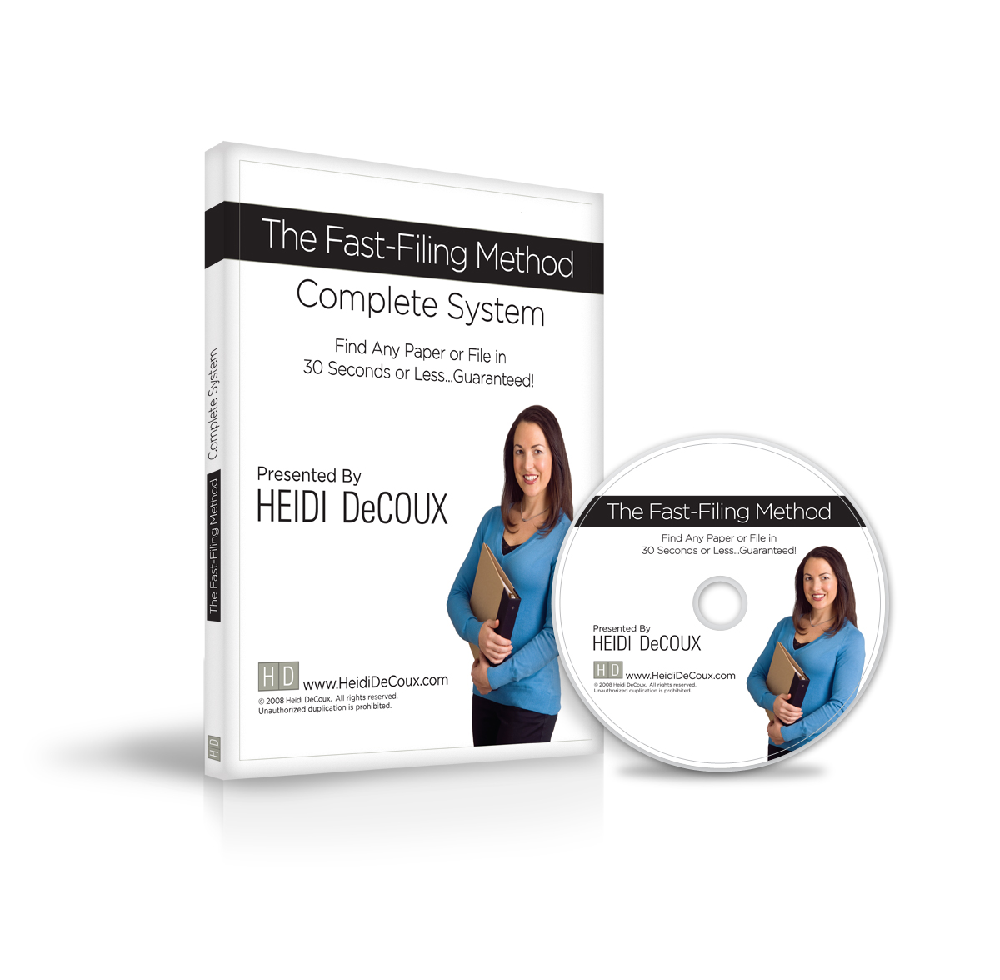 The Fast-Filing Method
Complete System
Find Any Paper or File in
30 Seconds or Less...Guaranteed!
Presented By
HEIDI DeCOUX
HD www.HeidiDeCoux.com
© 2008 Heidi DeCoux. All rights reserved.
Unauthorized duplication is prohibited.
The Fast-Filing Method Complete System
HD
The Fast-Filing Method
Find Any Paper or File in
30 Seconds or Less...Guaranteed!
Presented By
HEIDI DeCOUX
HD www.HeidiDeCoux.com
© 2008 Heidi DeCoux. All rights reserved.
Unauthorized duplication is prohibited.